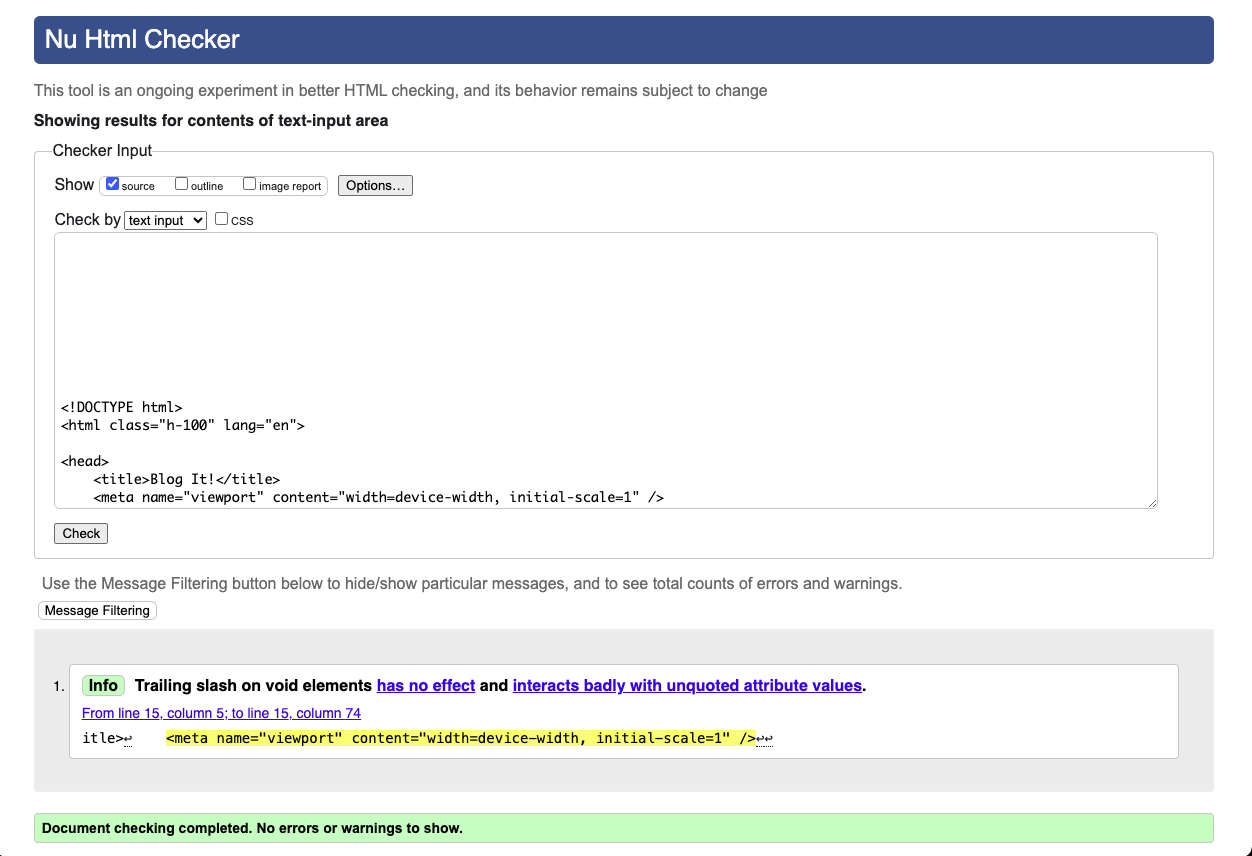 Nu Html Checker
This tool is an ongoing experiment in better HTML checking, and its behavior remains subject to change
Showing results for contents of text-input area
Checker Input
Show source outline image report Options...
Check by text input CSS
<!DOCTYPE html>
<html class="h-100" lang="en">
<head>
    <title>Blog It!</title>
    <meta name="viewport" content="width=device-width, initial-scale=1" />
Check
Use the Message Filtering button below to hide/show particular messages, and to see total counts of errors and warnings.
Message Filtering
1. Info Trailing slash on void elements has no effect and interacts badly with unquoted attribute values.
From line 15, column 5; to line 15, column 74
itle>↩    <meta name="viewport" content="width=device-width, initial-scale=1" />↩↩
Document checking completed. No errors or warnings to show.